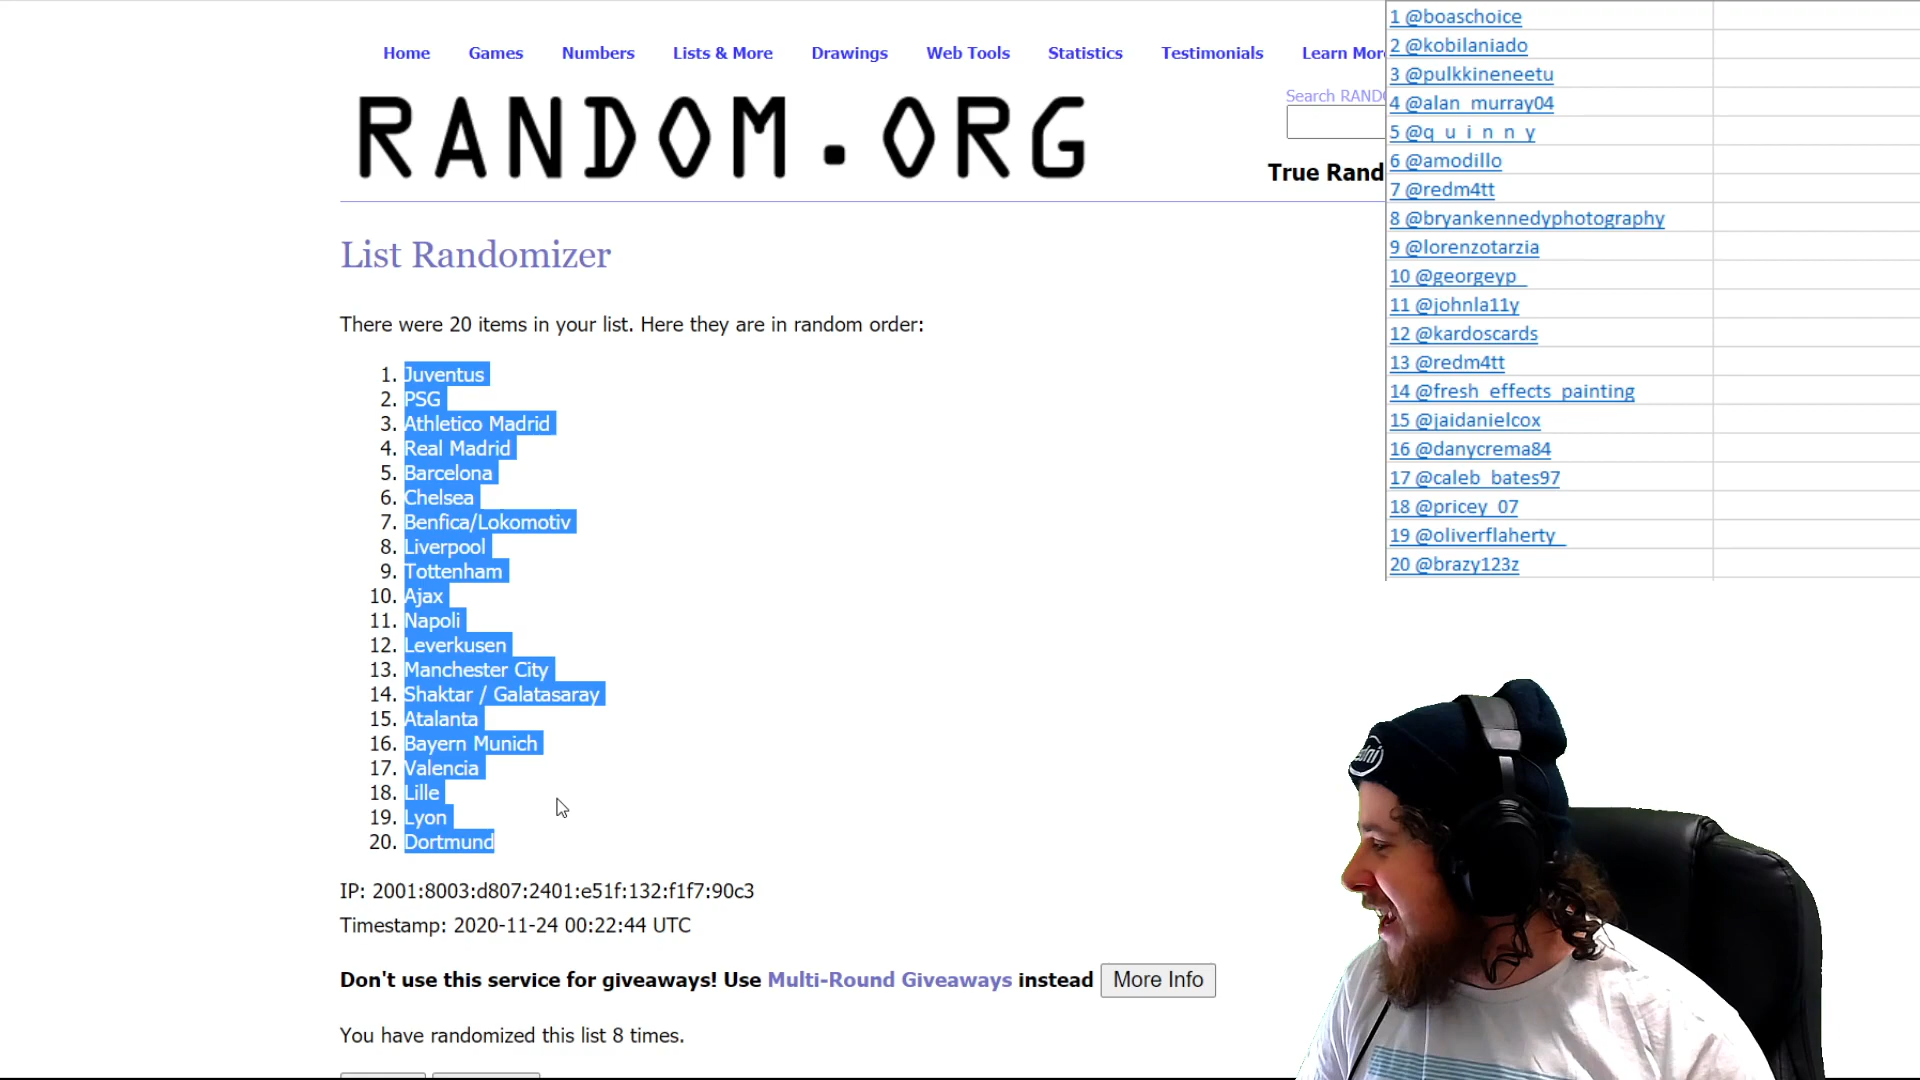 Home Games Numbers Lists & More Drawings Web Tools Statistics Testimonials Learn More
RANDOM.ORG
Search RANDO
True Rand
List Randomizer
There were 20 items in your list. Here they are in random order:
1. Juventus
2. PSG
3. Athletico Madrid
4. Real Madrid
5. Barcelona
6. Chelsea
7. Benfica/Lokomotiv
8. Liverpool
9. Tottenham
10. Ajax
11. Napoli
12. Leverkusen
13. Manchester City
14. Shaktar / Galatasaray
15. Atalanta
16. Bayern Munich
17. Valencia
18. Lille
19. Lyon
20. Dortmund
IP: 2001:8003:d807:2401:e51f:132:f1f7:90c3
Timestamp: 2020-11-24 00:22:44 UTC
Don't use this service for giveaways! Use Multi-Round Giveaways instead More Info
You have randomized this list 8 times.
1 @boaschoice
2 @kobilaniado
3 @pulkkineneetu
4 @alan_murray04
5 @q_u_i_n_n_y
6 @amodillo
7 @redm4tt
8 @bryankennedyphotography
9 @lorenzotarzia
10 @georgeyp_
11 @johnla11y
12 @kardoscards
13 @redm4tt
14 @fresh_effects_painting
15 @jaidanielcox
16 @danycrema84
17 @caleb_bates97
18 @pricey_07
19 @oliverflaherty_
20 @brazy123z